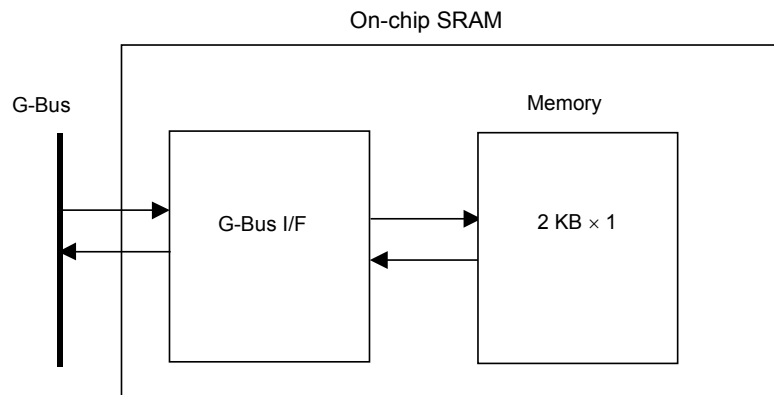 On-chip SRAM
G-Bus
Memory
G-Bus I/F
2 KB × 1